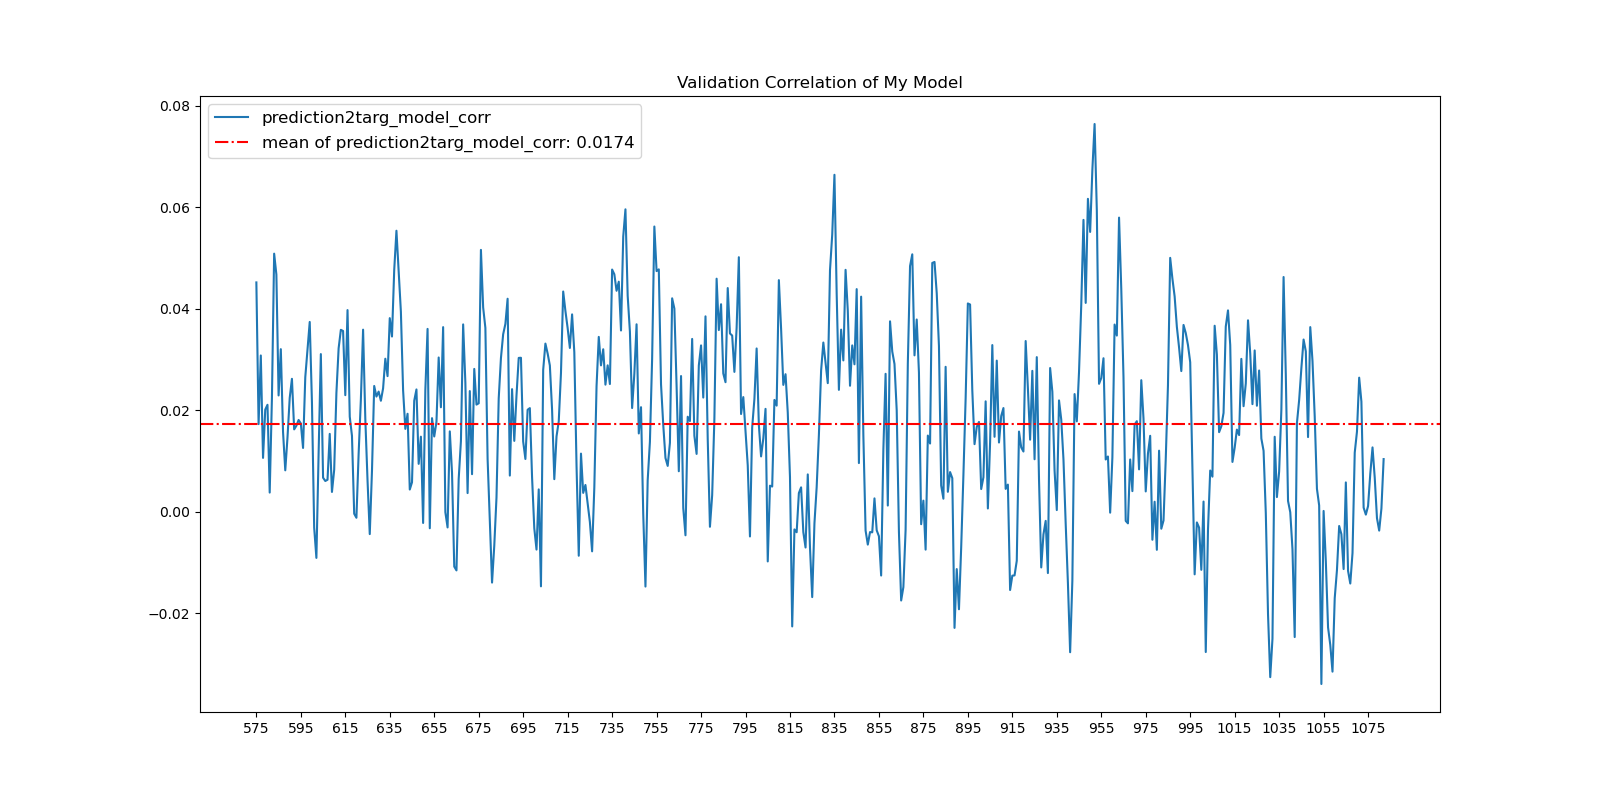 Validation Correlation of My Model
prediction2targ_model_corr
mean of prediction2targ_model_corr: 0.0174
0.08
0.06
0.04
0.02
0.00
−0.02
575 595 615 635 655 675 695 715 735 755 775 795 815 835 855 875 895 915 935 955 975 995 1015 1035 1055 1075